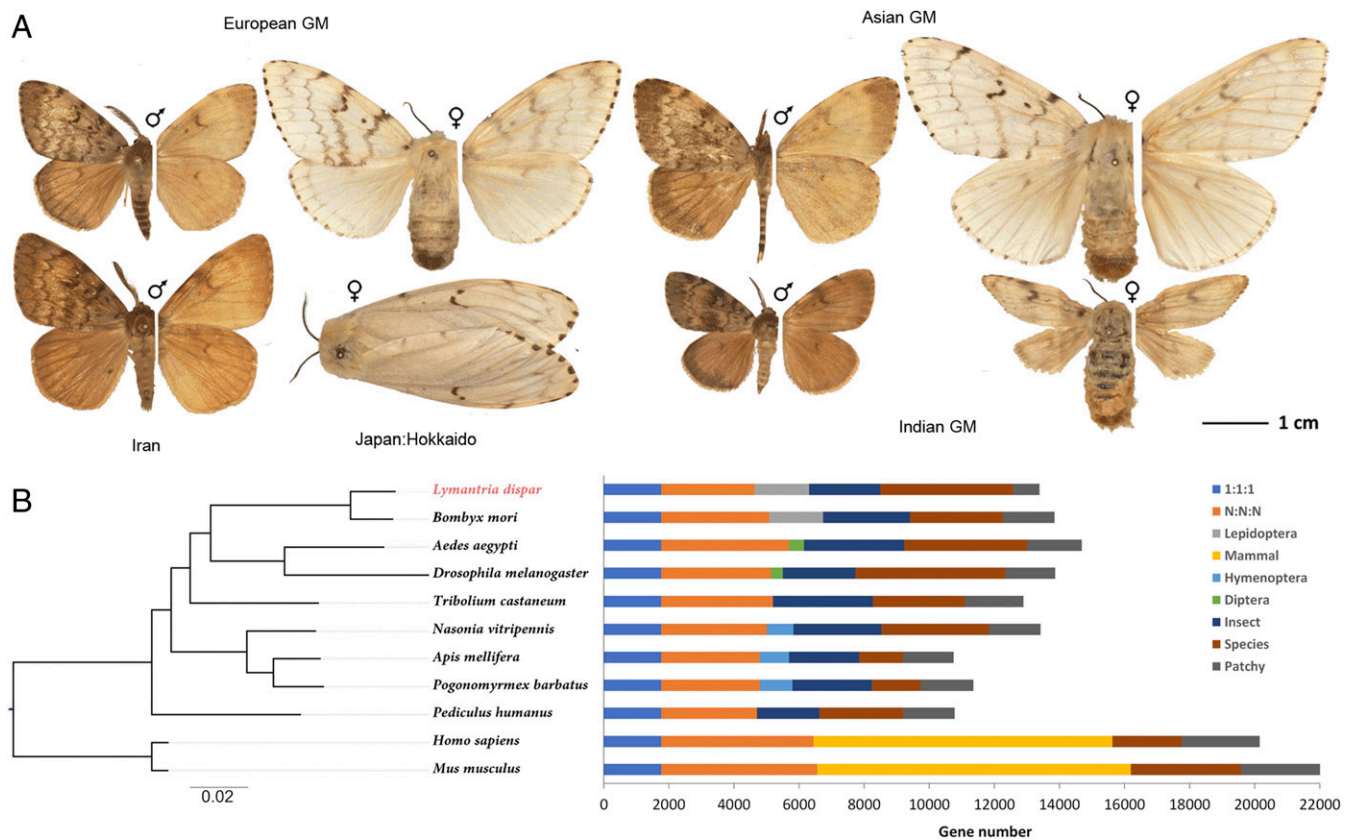 A
European GM
Asian GM
♂
♀
♂
♀
♂
♀
♂
♀
Iran
Japan:Hokkaido
Indian GM
1 cm
B
Lymantria dispar
Bombyx mori
Aedes aegypti
Drosophila melanogaster
Tribolium castaneum
Nasonia vitripennis
Apis mellifera
Pogonomyrmex barbatus
Pediculus humanus
Homo sapiens
Mus musculus
0.02
1:1:1
N:N:N
Lepidoptera
Mammal
Hymenoptera
Diptera
Insect
Species
Patchy
0 2000 4000 6000 8000 10000 12000 14000 16000 18000 20000 22000
Gene number